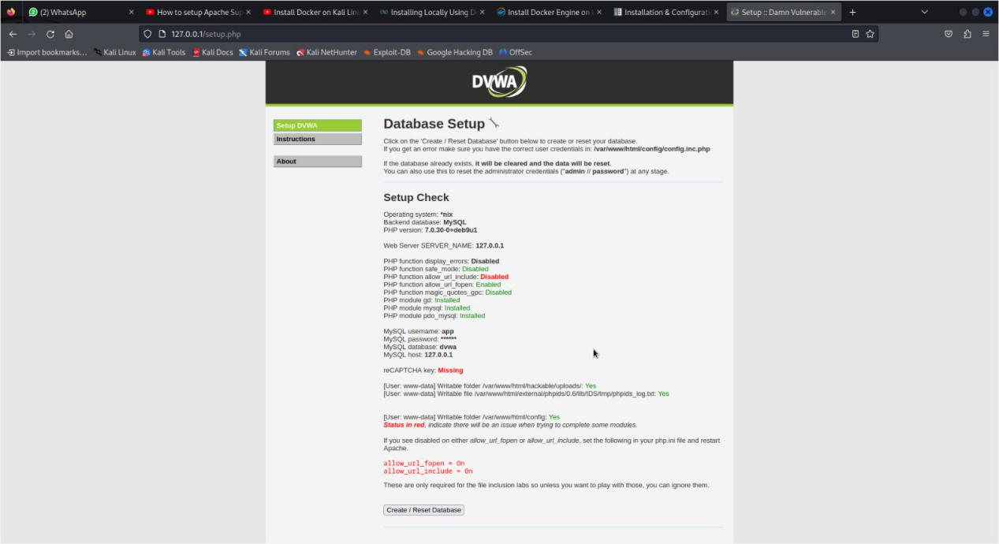 (2) WhatsApp
How to setup Apache Sup
Install Docker on Kali Linu
Installing Locally Using D
Install Docker Engine on U
Installation & Configurati
Setup :: Damn Vulnerable
127.0.0.1/setup.php
Import bookmarks...
Kali Linux
Kali Tools
Kali Docs
Kali Forums
Kali NetHunter
Exploit-DB
Google Hacking DB
OffSec
DVWA
Setup DVWA
Instructions
About
Database Setup
Click on the 'Create / Reset Database' button below to create or reset your database.
If you get an error make sure you have the correct user credentials in: /var/www/html/config/config.inc.php
If the database already exists, it will be cleared and the data will be reset.
You can also use this to reset the administrator credentials ("admin // password") at any stage.
Setup Check
Operating system: *nix
Backend database: MySQL
PHP version: 7.0.30-0+deb9u1
Web Server SERVER_NAME: 127.0.0.1
PHP function display_errors: Disabled
PHP function safe_mode: Disabled
PHP function allow_url_include: Disabled
PHP function allow_url_fopen: Enabled
PHP function magic_quotes_gpc: Disabled
PHP module gd: Installed
PHP module mysql: Installed
PHP module pdo_mysql: Installed
MySQL username: app
MySQL password: ******
MySQL database: dvwa
MySQL host: 127.0.0.1
reCAPTCHA key: Missing
[User: www-data] Writable folder /var/www/html/hackable/uploads/: Yes
[User: www-data] Writable file /var/www/html/external/phpids/0.6/lib/IDS/tmp/phpids_log.txt: Yes
[User: www-data] Writable folder /var/www/html/config: Yes
Status in red, indicate there will be an issue when trying to complete some modules.
If you see disabled on either allow_url_fopen or allow_url_include, set the following in your php.ini file and restart
Apache.
allow_url_fopen = On
allow_url_include = On
These are only required for the file inclusion labs so unless you want to play with those, you can ignore them.
Create / Reset Database